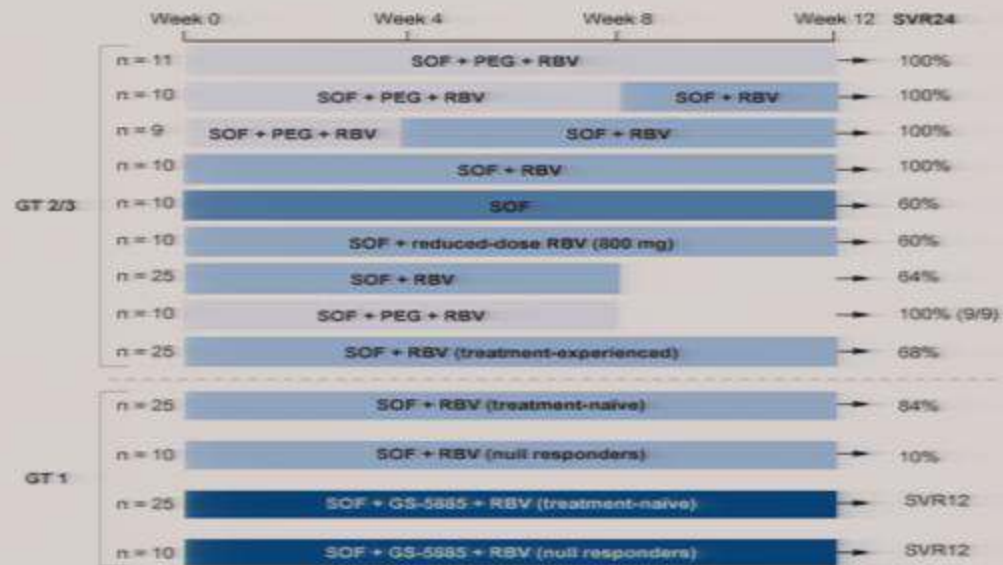 Week 0 Week 4 Week 8 Week 12 SVR24
n = 11 SOF + PEG + RBV 100%
n = 10 SOF + PEG + RBV SOF + RBV 100%
n = 9 SOF + PEG + RBV SOF + RBV 100%
n = 10 SOF + RBV 100%
GT 2/3 n = 10 SOF 60%
n = 10 SOF + reduced-dose RBV (800 mg) 60%
n = 25 SOF + RBV 64%
n = 10 SOF + PEG + RBV 100% (9/9)
n = 25 SOF + RBV (treatment-experienced) 68%
n = 25 SOF + RBV (treatment-naive) 84%
n = 10 SOF + RBV (null responders) 10%
GT 1
n = 25 SOF + GS-5885 + RBV (treatment-naive) SVR12
n = 10 SOF + GS-5885 + RBV (null responders) SVR12